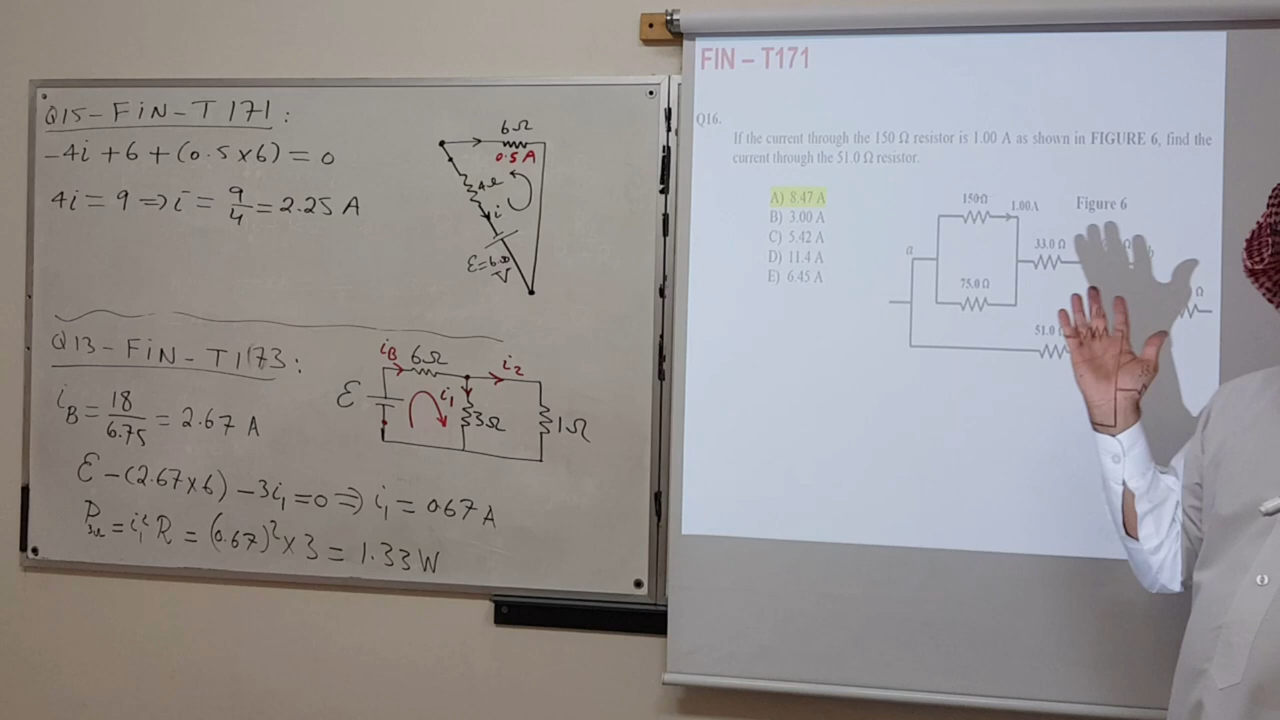 Q15-FIN-T171:
-4i + 6 + (0.5 x 6) = 0
4i = 9 => i = 9/4 = 2.25 A
6Ω
0.5 A
4Ω
i
ε=6.00 V
Q13-FIN-T173:
i_B = 18/6.75 = 2.67 A
ε - (2.67x6) - 3i₁ = 0 => i₁ = 0.67 A
P₃Ω = i₁² R = (0.67)² x 3 = 1.33 W
i_B 6Ω i₂
ε i₁ 3Ω 1Ω
FIN – T171
Q16.
If the current through the 150 Ω resistor is 1.00 A as shown in FIGURE 6, find the
current through the 51.0 Ω resistor.
A) 8.47 A
B) 3.00 A
C) 5.42 A
D) 11.4 A
E) 6.45 A
Figure 6
150Ω
1.00A
a
33.0 Ω
b
75.0 Ω
Ω
51.0